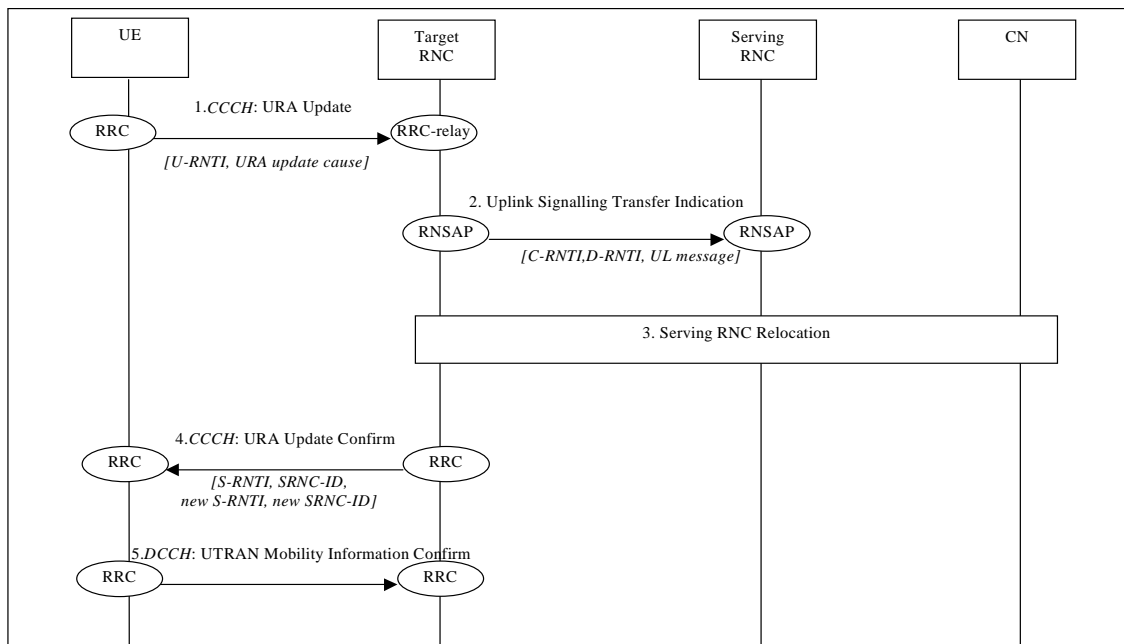 UE
Target
RNC
Serving
RNC
CN
1.CCCH: URA Update
RRC
RRC-relay
[U-RNTI, URA update cause]
2. Uplink Signalling Transfer Indication
RNSAP
RNSAP
[C-RNTI,D-RNTI, UL message]
3. Serving RNC Relocation
4.CCCH: URA Update Confirm
RRC
RRC
[S-RNTI, SRNC-ID,
new S-RNTI, new SRNC-ID]
5.DCCH: UTRAN Mobility Information Confirm
RRC
RRC